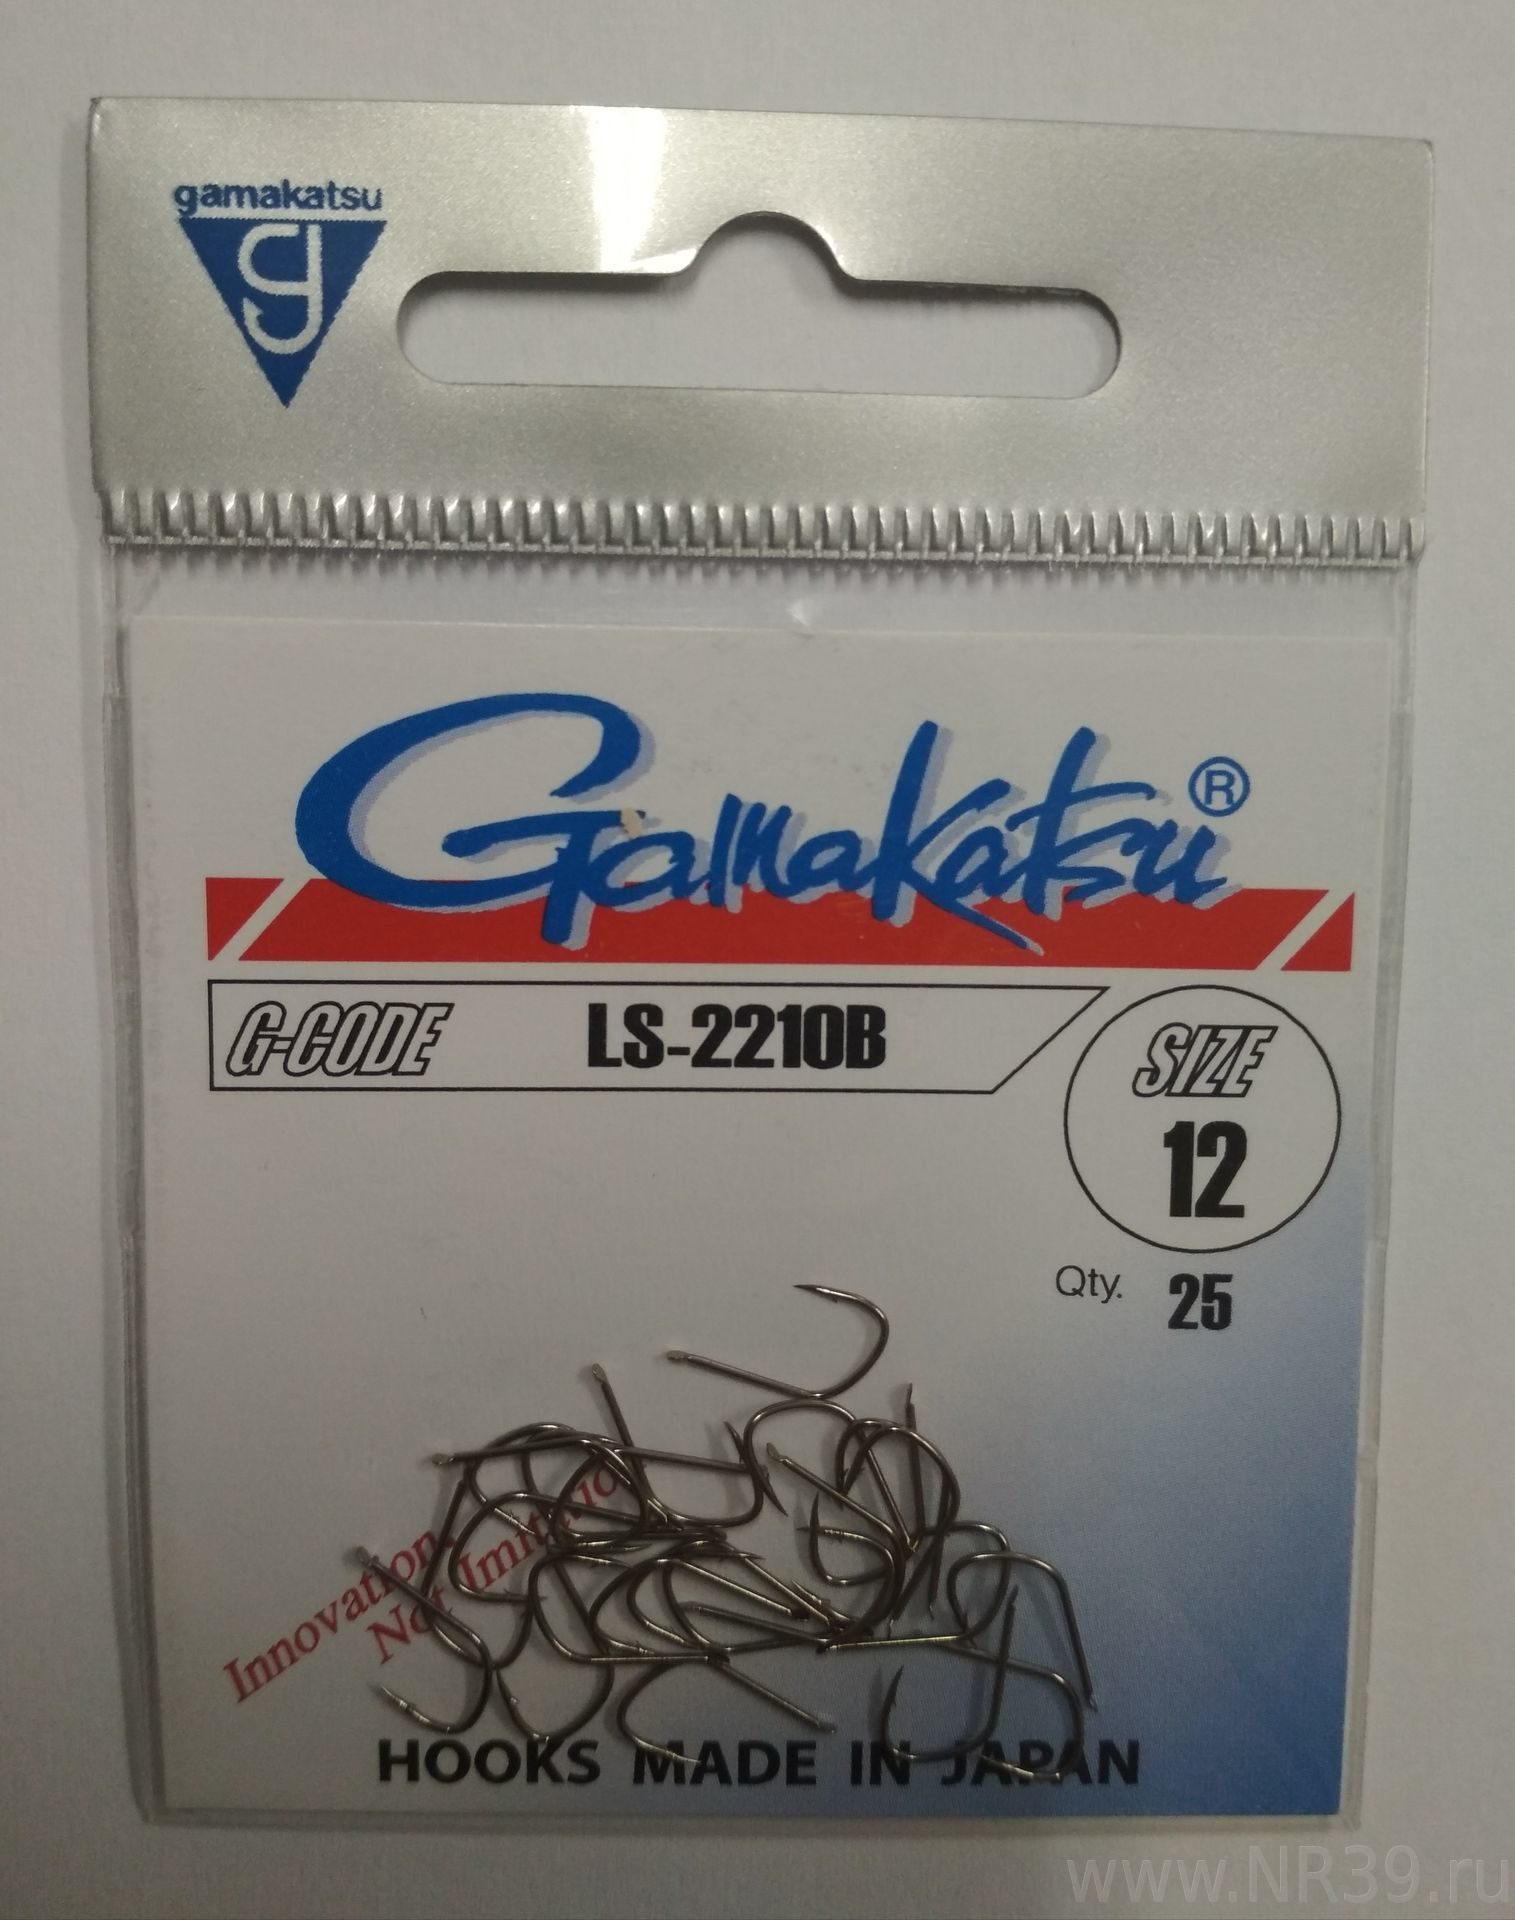 gamakatsu
Gamakatsu®
G-CODE LS-2210B
SIZE
12
Qty. 25
Innovation,
Not Imitation
HOOKS MADE IN JAPAN
www.NR39.ru